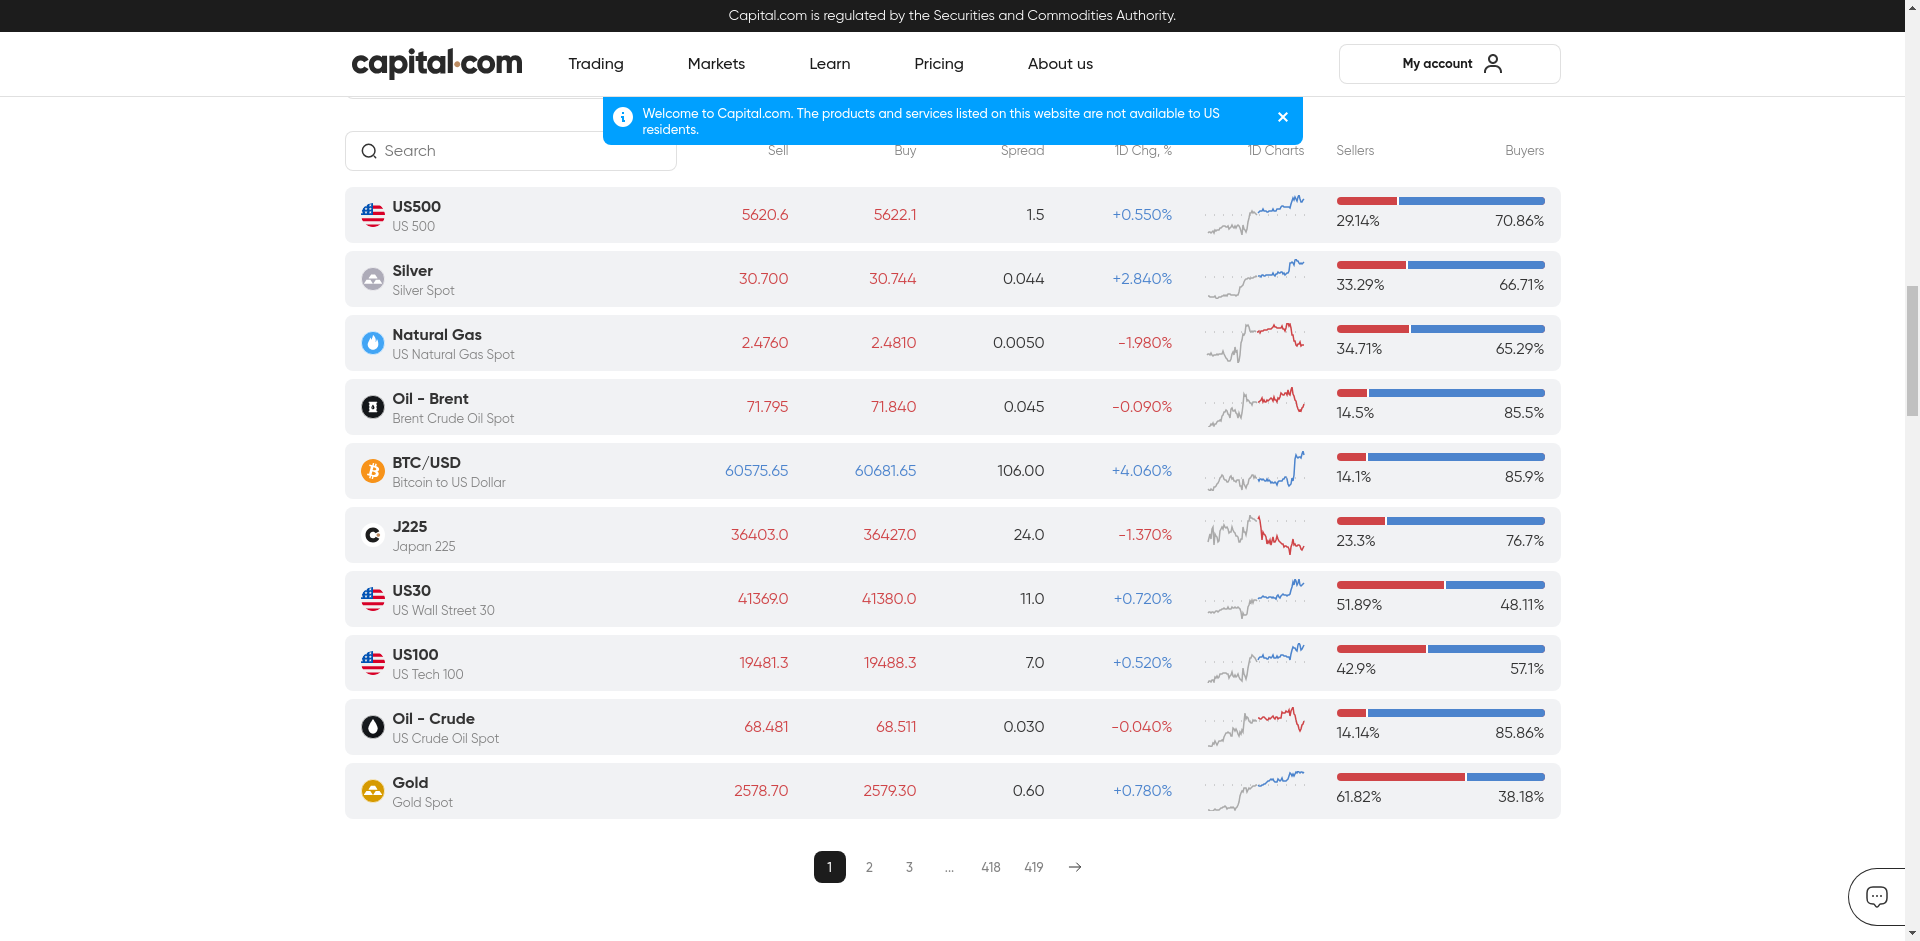 Capital.com is regulated by the Securities and Commodities Authority.
capital.com
Trading
Markets
Learn
Pricing
About us
My account
Welcome to Capital.com. The products and services listed on this website are not available to US
residents.
Search
Sell
Buy
Spread
1D Chg, %
1D Charts
Sellers
Buyers
US500
US 500
5620.6
5622.1
1.5
+0.550%
29.14%
70.86%
Silver
Silver Spot
30.700
30.744
0.044
+2.840%
33.29%
66.71%
Natural Gas
US Natural Gas Spot
2.4760
2.4810
0.0050
-1.980%
34.71%
65.29%
Oil - Brent
Brent Crude Oil Spot
71.795
71.840
0.045
-0.090%
14.5%
85.5%
BTC/USD
Bitcoin to US Dollar
60575.65
60681.65
106.00
+4.060%
14.1%
85.9%
J225
Japan 225
36403.0
36427.0
24.0
-1.370%
23.3%
76.7%
US30
US Wall Street 30
41369.0
41380.0
11.0
+0.720%
51.89%
48.11%
US100
US Tech 100
19481.3
19488.3
7.0
+0.520%
42.9%
57.1%
Oil - Crude
US Crude Oil Spot
68.481
68.511
0.030
-0.040%
14.14%
85.86%
Gold
Gold Spot
2578.70
2579.30
0.60
+0.780%
61.82%
38.18%
1
2
3
...
418
419